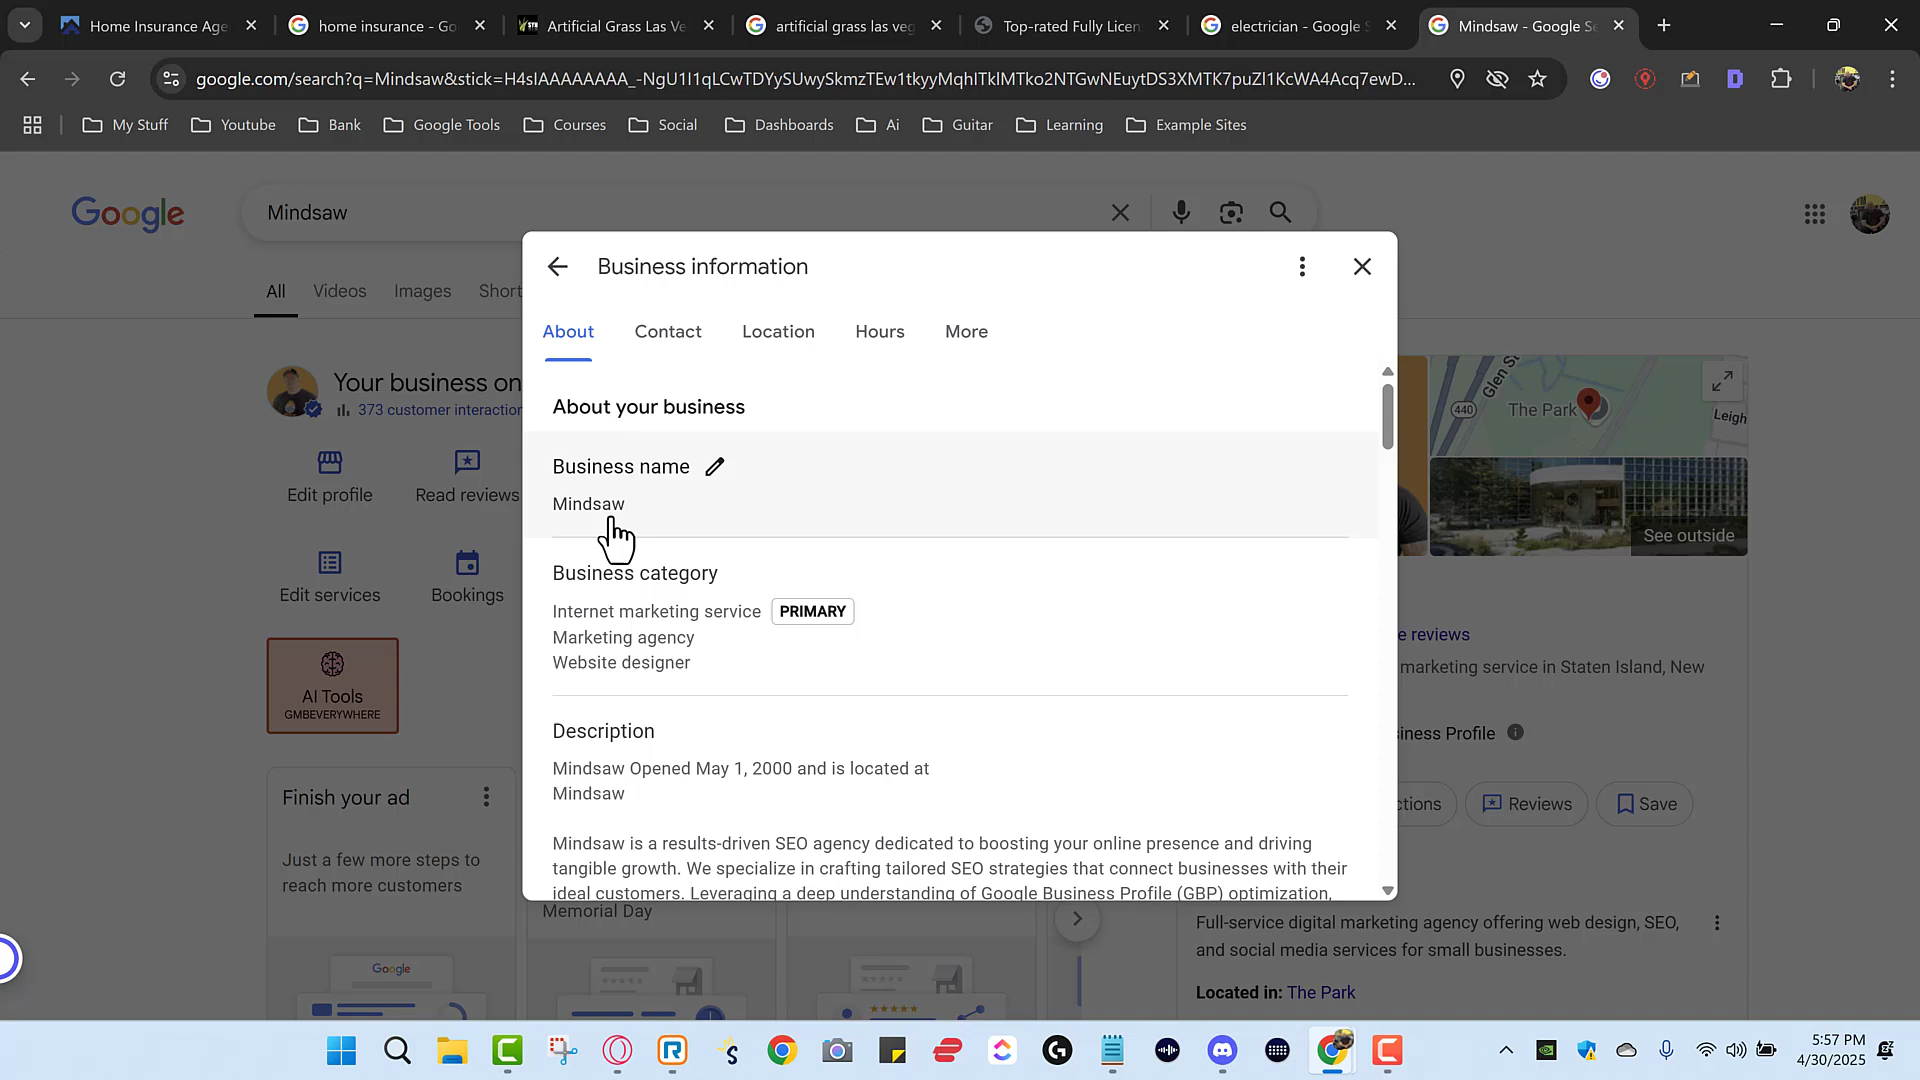 Home Insurance Age
home insurance - Go
Artificial Grass Las Ve
artificial grass las veg
Top-rated Fully Licen
electrician - Google S
Mindsaw - Google Se
google.com/search?q=Mindsaw&stick=H4sIAAAAAAAA_-NgU1I1qLCwTDYySUwySkmzTEw1tkyyMqhITklMTko2NTGwNEuytDS3XMTK7puZl1KcWA4Acq7ewD...
My Stuff
Youtube
Bank
Google Tools
Courses
Social
Dashboards
Ai
Guitar
Learning
Example Sites
Google
Mindsaw
All
Videos
Images
Short
Your business on
373 customer interaction
Edit profile
Read reviews
Edit services
Bookings
AI Tools
GMBEVERYWHERE
Finish your ad
Just a few more steps to
reach more customers
Google
Memorial Day
Business information
About
Contact
Location
Hours
More
About your business
Business name
Mindsaw
Business category
Internet marketing service PRIMARY
Marketing agency
Website designer
Description
Mindsaw Opened May 1, 2000 and is located at
Mindsaw
Mindsaw is a results-driven SEO agency dedicated to boosting your online presence and driving
tangible growth. We specialize in crafting tailored SEO strategies that connect businesses with their
ideal customers. Leveraging a deep understanding of Google Business Profile (GBP) optimization,
Glen St
440
The Park
Leigh
See outside
e reviews
marketing service in Staten Island, New
iness Profile
ctions
Reviews
Save
Full-service digital marketing agency offering web design, SEO,
and social media services for small businesses.
Located in: The Park
5:57 PM
4/30/2025